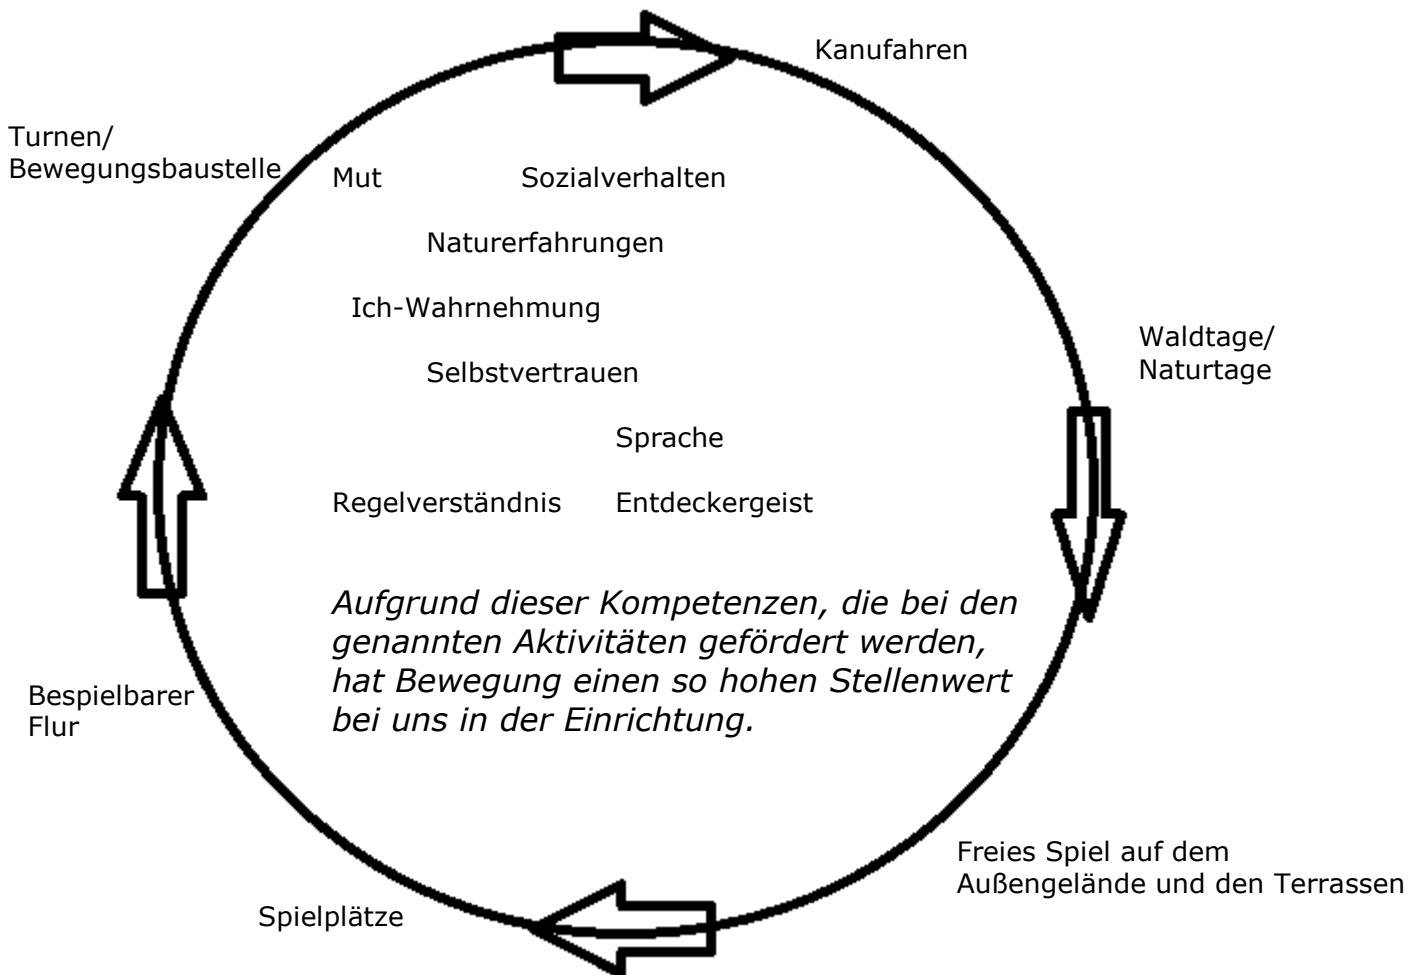 Kanufahren
Turnen/
Bewegungsbaustelle
Mut Sozialverhalten
Naturerfahrungen
Ich-Wahrnehmung
Waldtage/
Naturtage
Selbstvertrauen
Sprache
Regelverständnis Entdeckergeist
Aufgrund dieser Kompetenzen, die bei den
genannten Aktivitäten gefördert werden,
hat Bewegung einen so hohen Stellenwert
bei uns in der Einrichtung.
Bespielbarer
Flur
Freies Spiel auf dem
Außengelände und den Terrassen
Spielplätze